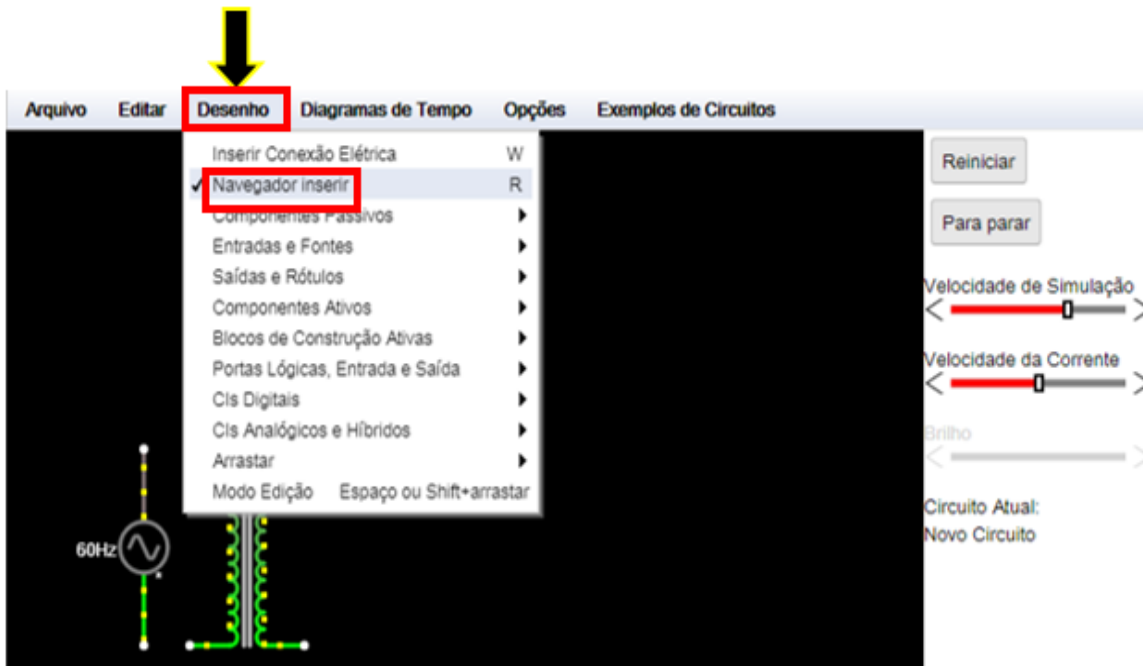 Arquivo Editar Desenho Diagramas de Tempo Opções Exemplos de Circuitos
Inserir Conexão Elétrica W
✓ Navegador inserir R
Componentes Passivos
Entradas e Fontes
Saídas e Rótulos
Componentes Ativos
Blocos de Construção Ativas
Portas Lógicas, Entrada e Saída
CIs Digitais
CIs Analógicos e Híbridos
Arrastar
Modo Edição Espaço ou Shift+arrastar
60Hz
Reiniciar
Para parar
Velocidade de Simulação
Velocidade da Corrente
Brilho
Circuito Atual:
Novo Circuito